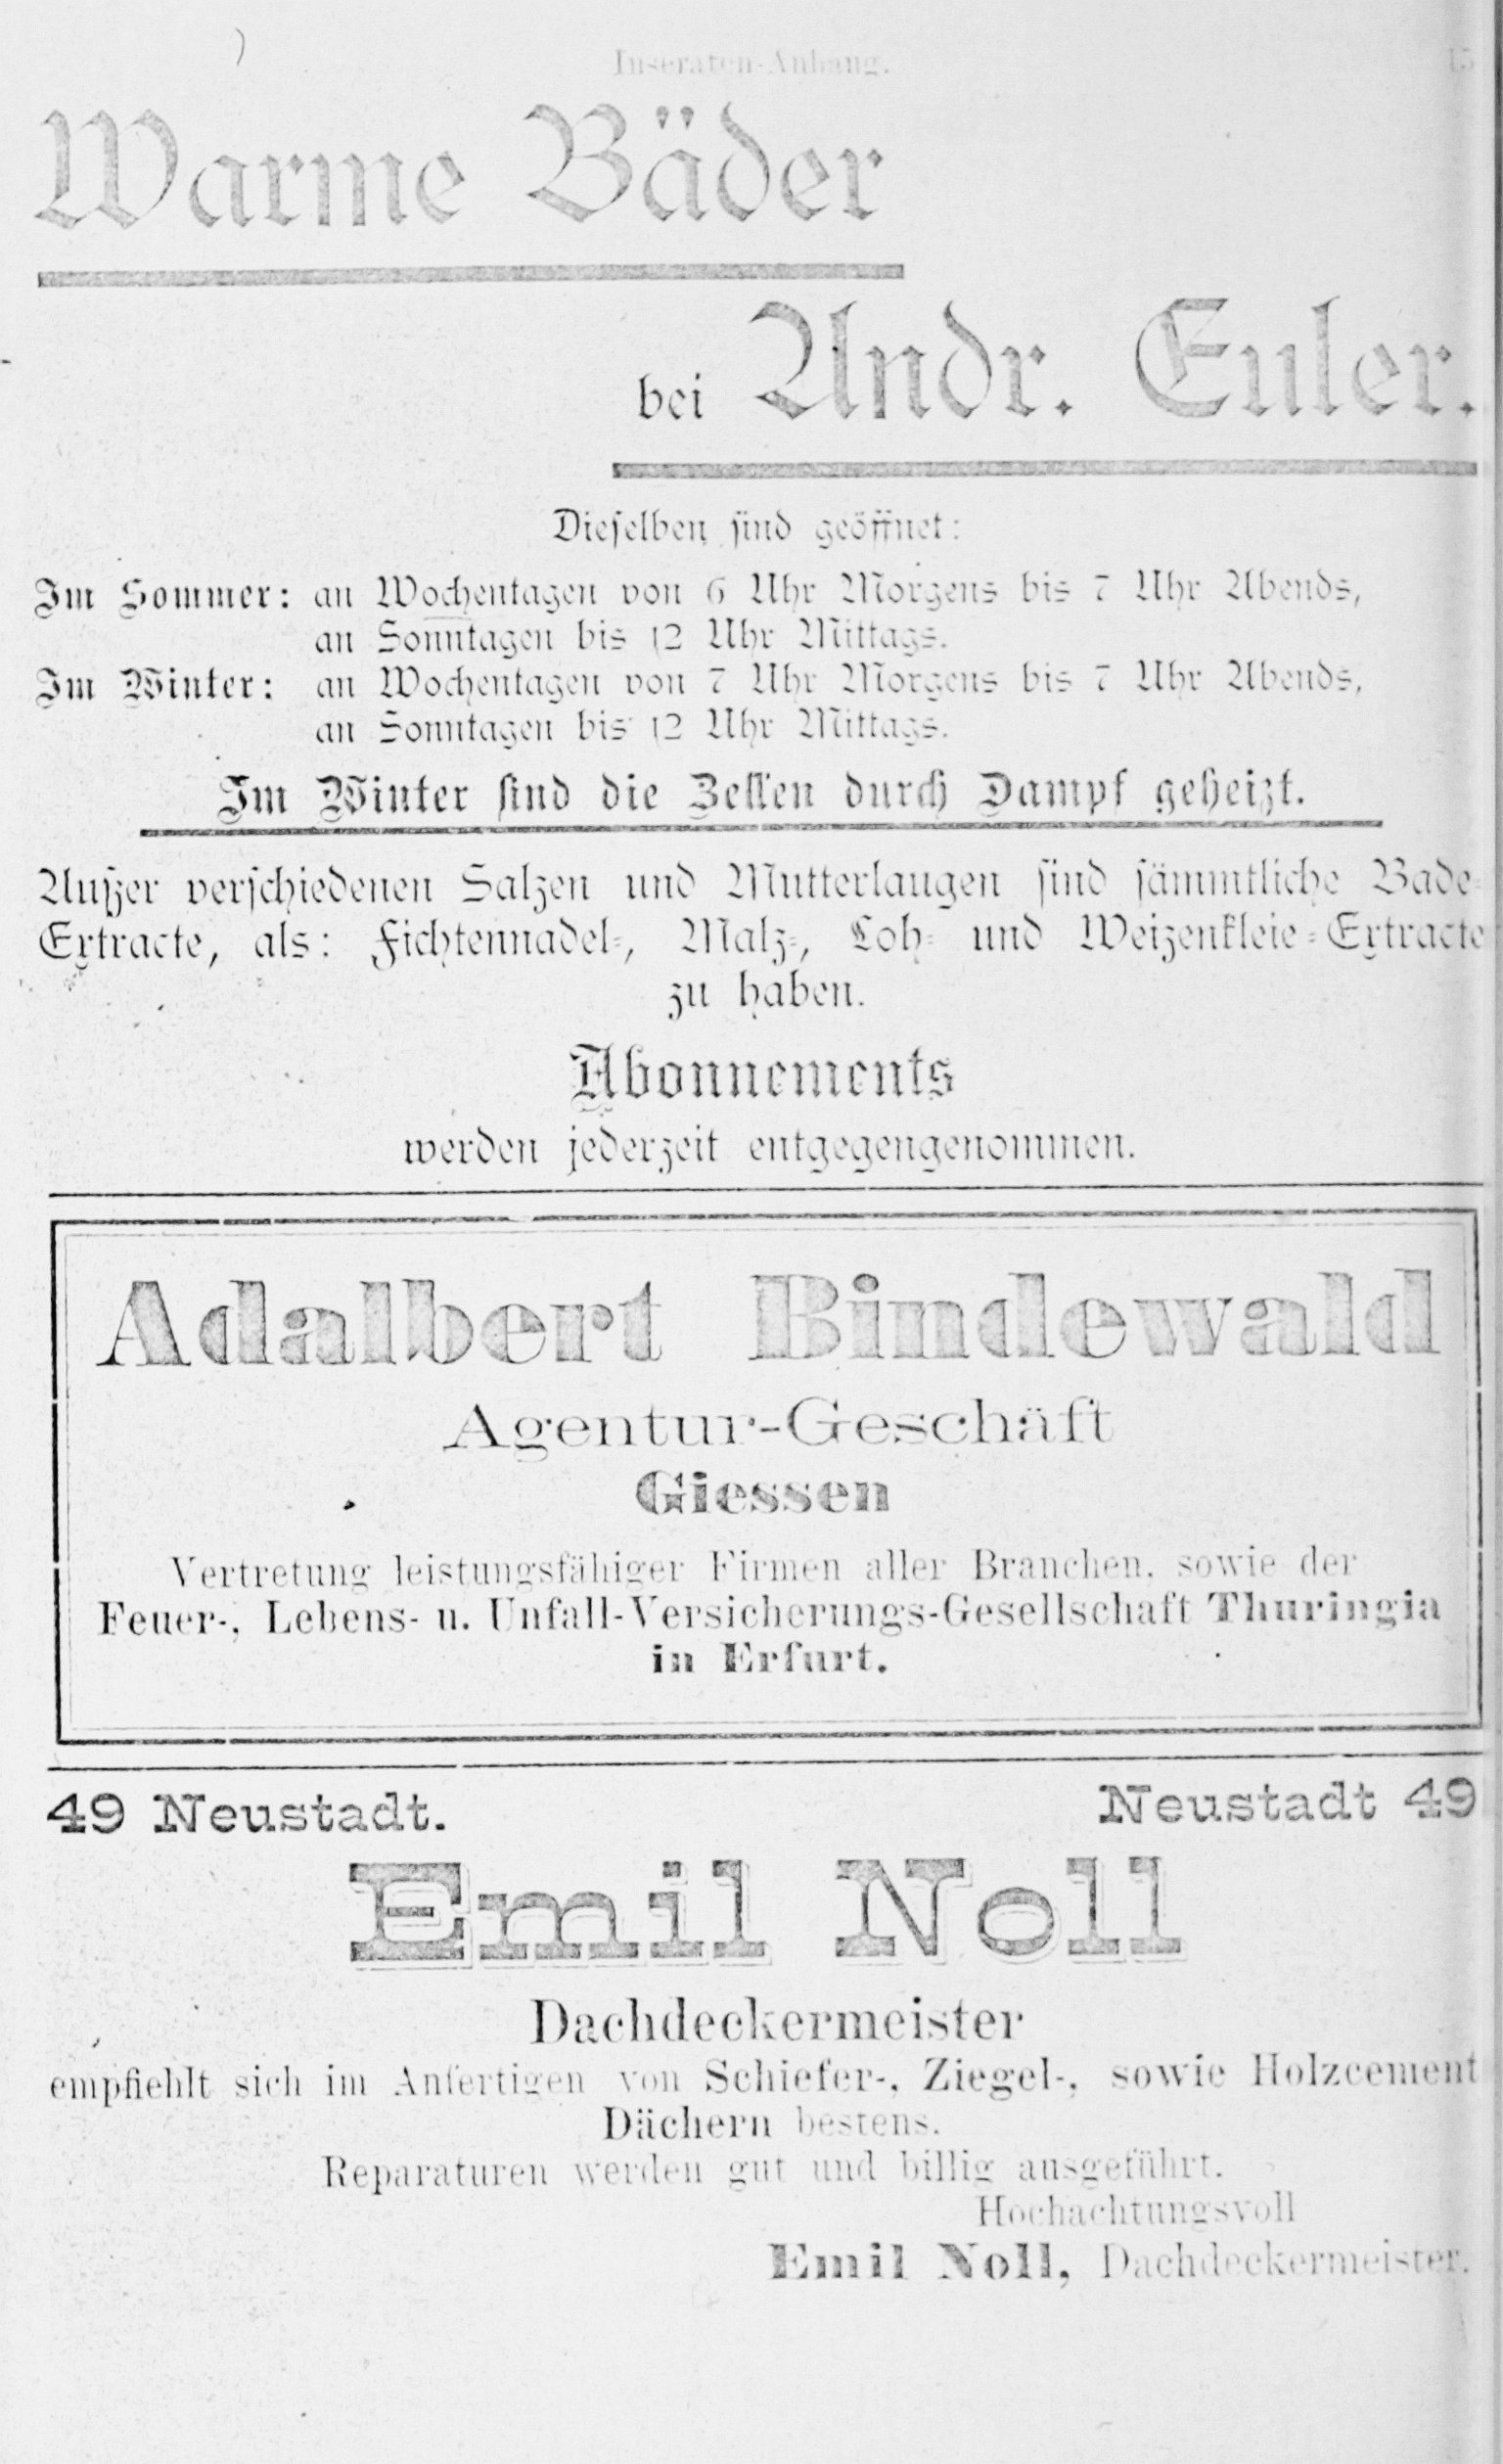 Inseraten-Anhang. 15
Warme Bäder
bei Andr. Euler.
Dieselben sind geöffnet:
Im Sommer: an Wochentagen von 6 Uhr Morgens bis 7 Uhr Abends,
an Sonntagen bis 12 Uhr Mittags.
Im Winter: an Wochentagen von 7 Uhr Morgens bis 7 Uhr Abends,
an Sonntagen bis 12 Uhr Mittags.
Im Winter sind die Zellen durch Dampf geheizt.
Außer verschiedenen Salzen und Mutterlaugen sind sämmtliche Bade-
Extracte, als: Fichtennadel-, Malz-, Loh- und Weizenkleie-Extracte
zu haben.
Abonnements
werden jederzeit entgegengenommen.
Adalbert Bindewald
Agentur-Geschäft
Giessen
Vertretung leistungsfähiger Firmen aller Branchen, sowie der
Feuer-, Lebens- u. Unfall-Versicherungs-Gesellschaft Thuringia
in Erfurt.
49 Neustadt. Neustadt 49
Emil Noll
Dachdeckermeister
empfiehlt sich im Anfertigen von Schiefer-, Ziegel-, sowie Holzcement
Dächern bestens.
Reparaturen werden gut und billig ausgeführt.
Hochachtungsvoll
Emil Noll, Dachdeckermeister.